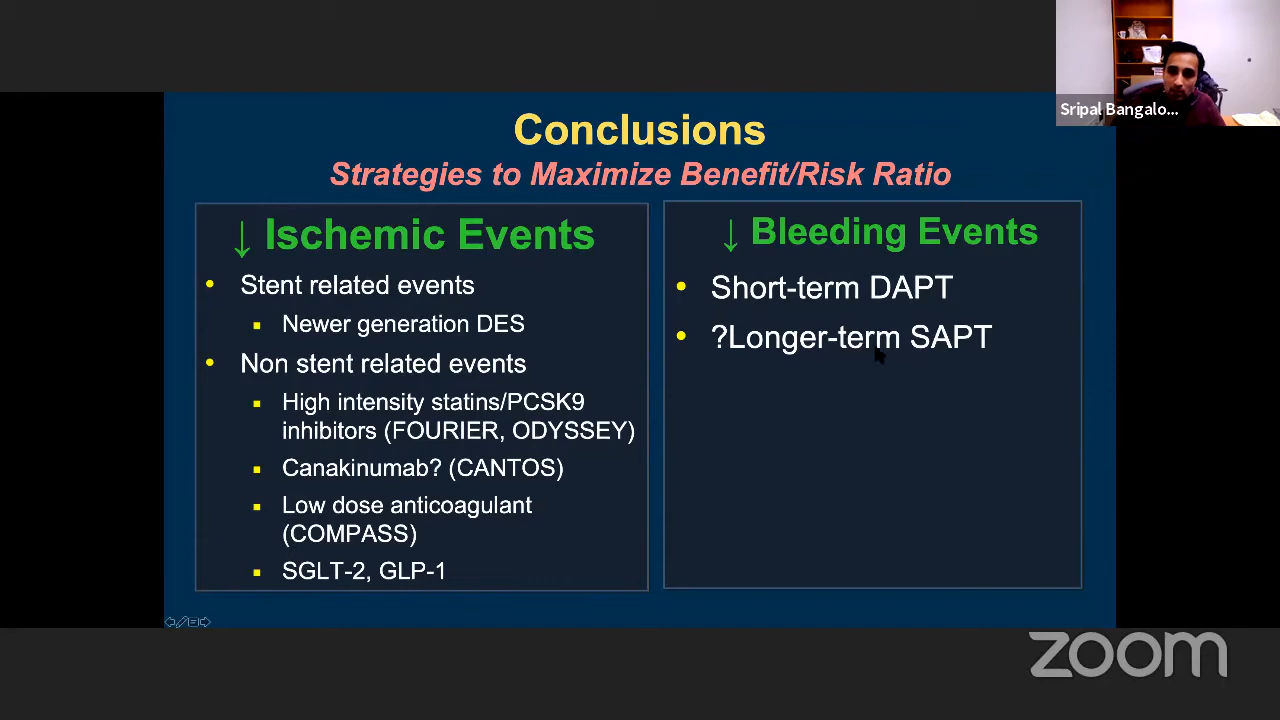 Sripal Bangalo...
Conclusions
Strategies to Maximize Benefit/Risk Ratio
↓ Ischemic Events
• Stent related events
▪ Newer generation DES
• Non stent related events
▪ High intensity statins/PCSK9
inhibitors (FOURIER, ODYSSEY)
▪ Canakinumab? (CANTOS)
▪ Low dose anticoagulant
(COMPASS)
▪ SGLT-2, GLP-1
↓ Bleeding Events
• Short-term DAPT
• ?Longer-term SAPT
zoom